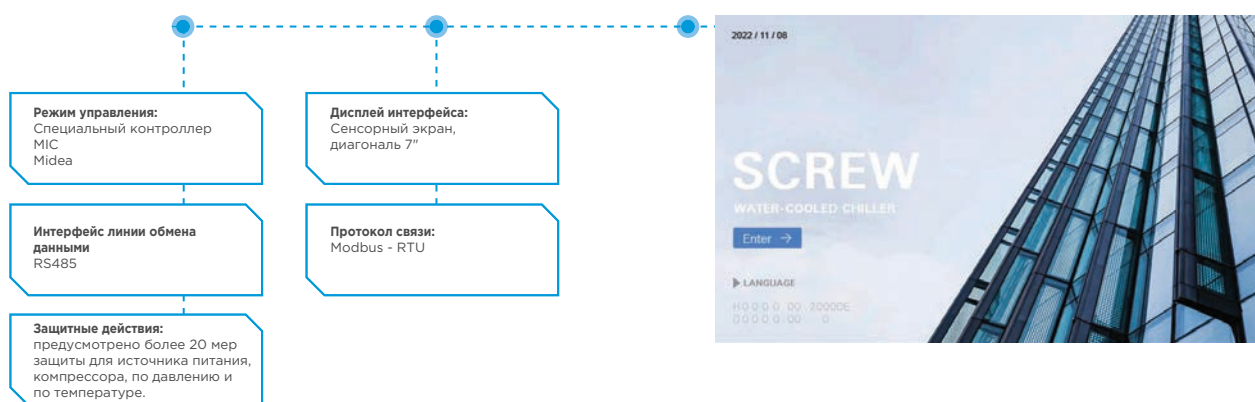 Режим управления:
Специальный контроллер
MIC
Midea
Интерфейс линии обмена
данными
RS485
Защитные действия:
предусмотрено более 20 мер
защиты для источника питания,
компрессора, по давлению и
по температуре.
Дисплей интерфейса:
Сенсорный экран,
диагональ 7"
Протокол связи:
Modbus - RTU
2022 / 11 / 08
SCREW
WATER-COOLED CHILLER
Enter →
LANGUAGE